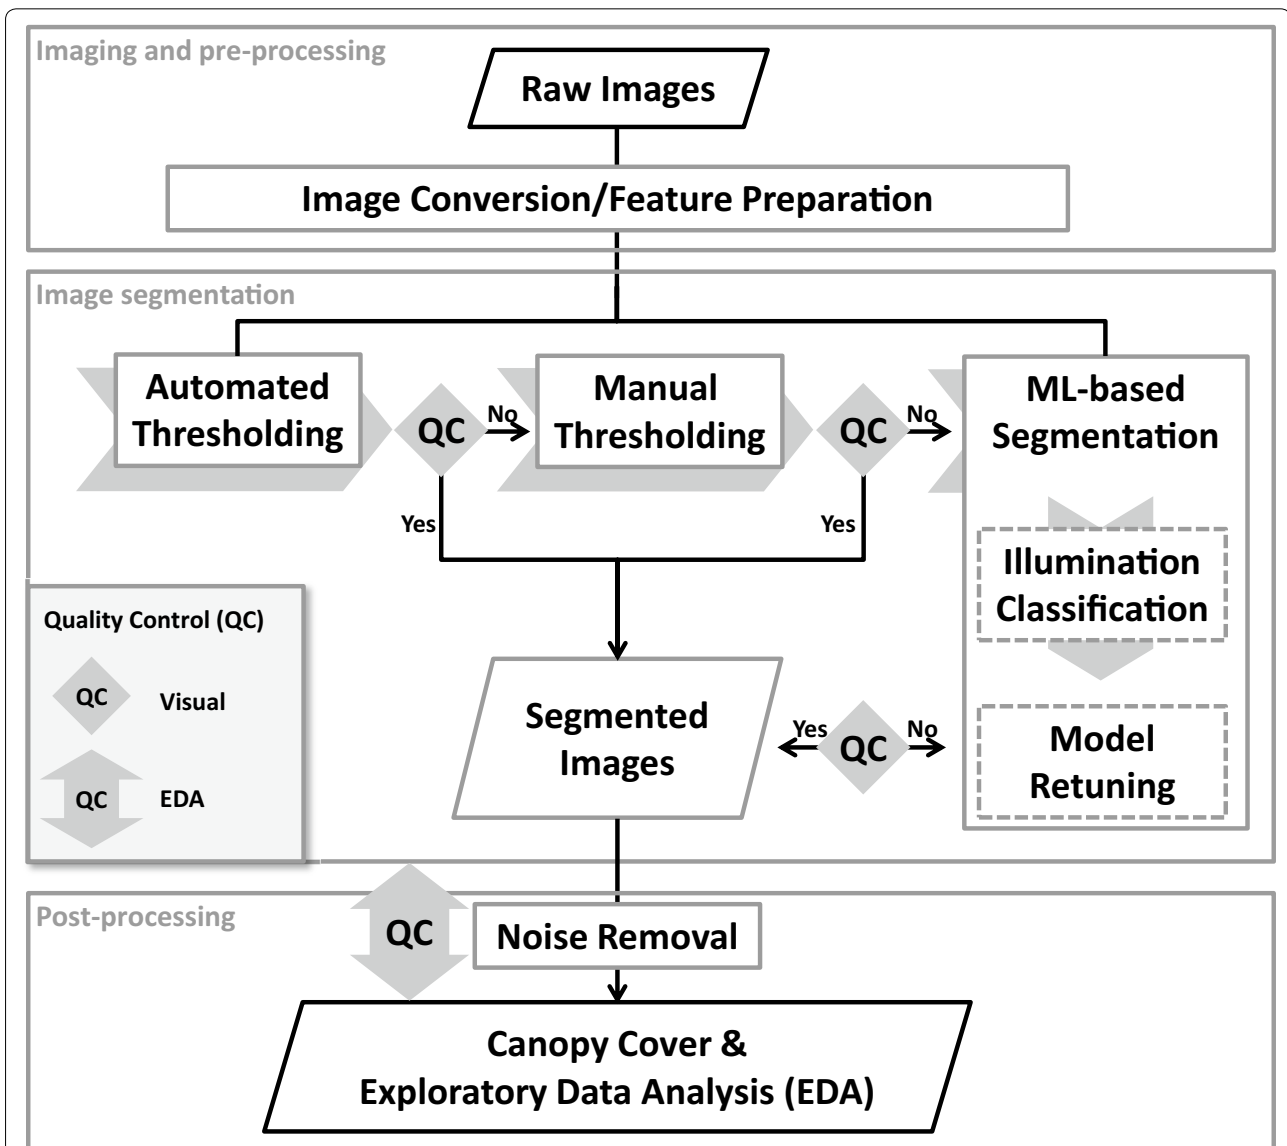 Imaging and pre-processing
Raw Images
Image Conversion/Feature Preparation
Image segmentation
Automated
Thresholding
QC
No
Manual
Thresholding
QC
No
ML-based
Segmentation
Yes
Yes
Illumination
Classification
Quality Control (QC)
QC
Visual
QC
EDA
Segmented
Images
Yes
QC
No
Model
Retuning
Post-processing
QC
Noise Removal
Canopy Cover &
Exploratory Data Analysis (EDA)